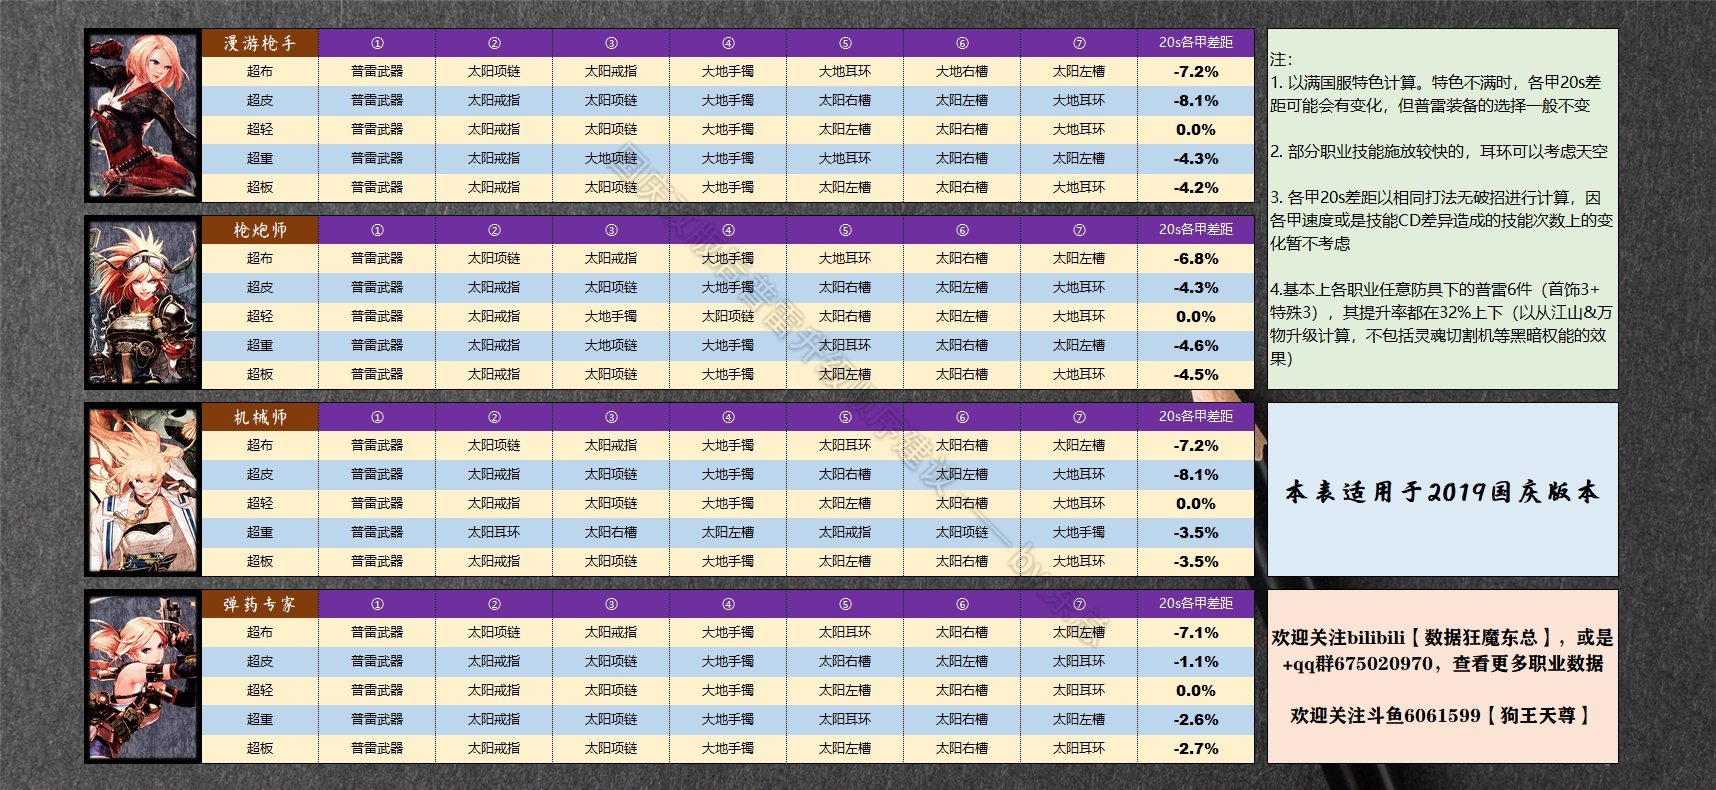 漫游枪手 ① ② ③ ④ ⑤ ⑥ ⑦ 20s各甲差距
超布 普雷武器 太阳项链 太阳戒指 大地手镯 大地耳环 大地右槽 太阳左槽 -7.2%
超皮 普雷武器 太阳戒指 太阳项链 大地手镯 太阳右槽 太阳左槽 大地耳环 -8.1%
超轻 普雷武器 太阳戒指 太阳项链 大地手镯 太阳左槽 太阳右槽 大地耳环 0.0%
超重 普雷武器 太阳戒指 大地项链 大地手镯 大地耳环 太阳右槽 太阳左槽 -4.3%
超板 普雷武器 太阳戒指 太阳项链 大地手镯 太阳左槽 太阳右槽 大地耳环 -4.2%
枪炮师 ① ② ③ ④ ⑤ ⑥ ⑦ 20s各甲差距
超布 普雷武器 太阳项链 太阳戒指 大地手镯 大地耳环 太阳右槽 太阳左槽 -6.8%
超皮 普雷武器 太阳戒指 太阳项链 大地手镯 太阳右槽 太阳左槽 大地耳环 -4.3%
超轻 普雷武器 太阳戒指 大地手镯 太阳项链 太阳右槽 太阳左槽 大地耳环 0.0%
超重 普雷武器 太阳戒指 大地项链 大地手镯 太阳耳环 太阳右槽 太阳左槽 -4.6%
超板 普雷武器 太阳戒指 太阳项链 大地手镯 太阳左槽 太阳右槽 大地耳环 -4.5%
机械师 ① ② ③ ④ ⑤ ⑥ ⑦ 20s各甲差距
超布 普雷武器 太阳项链 太阳戒指 大地手镯 太阳耳环 太阳右槽 太阳左槽 -7.2%
超皮 普雷武器 太阳戒指 太阳项链 大地手镯 太阳右槽 太阳左槽 大地耳环 -8.1%
超轻 普雷武器 太阳戒指 太阳项链 大地手镯 太阳左槽 太阳右槽 大地耳环 0.0%
超重 普雷武器 太阳耳环 太阳右槽 太阳左槽 太阳戒指 太阳项链 大地手镯 -3.5%
超板 普雷武器 太阳戒指 太阳项链 大地手镯 太阳左槽 太阳右槽 大地耳环 -3.5%
弹药专家 ① ② ③ ④ ⑤ ⑥ ⑦ 20s各甲差距
超布 普雷武器 太阳项链 太阳戒指 大地手镯 太阳耳环 太阳右槽 太阳左槽 -7.1%
超皮 普雷武器 太阳戒指 太阳项链 大地手镯 太阳右槽 太阳左槽 太阳耳环 -1.1%
超轻 普雷武器 太阳戒指 太阳项链 大地手镯 太阳左槽 太阳右槽 太阳耳环 0.0%
超重 普雷武器 太阳戒指 太阳项链 大地手镯 太阳耳环 太阳右槽 太阳左槽 -2.6%
超板 普雷武器 太阳戒指 太阳项链 大地手镯 太阳左槽 太阳右槽 太阳耳环 -2.7%
注:
1. 以满国服特色计算。特色不满时，各甲20s差
距可能会有变化，但普雷装备的选择一般不变
2. 部分职业技能施放较快的，耳环可以考虑天空
3. 各甲20s差距以相同打法无破招进行计算，因
各甲速度或是技能CD差异造成的技能次数上的变
化暂不考虑
4.基本上各职业任意防具下的普雷6件（首饰3+
特殊3），其提升率都在32%上下（以从江山&万
物升级计算，不包括灵魂切割机等黑暗权能的效
果）
本表适用于2019国庆版本
欢迎关注bilibili【数据狂魔东总】，或是
+qq群675020970，查看更多职业数据
欢迎关注斗鱼6061599【狗王天尊】
国庆改版后普雷升级顺序建议——by:东总